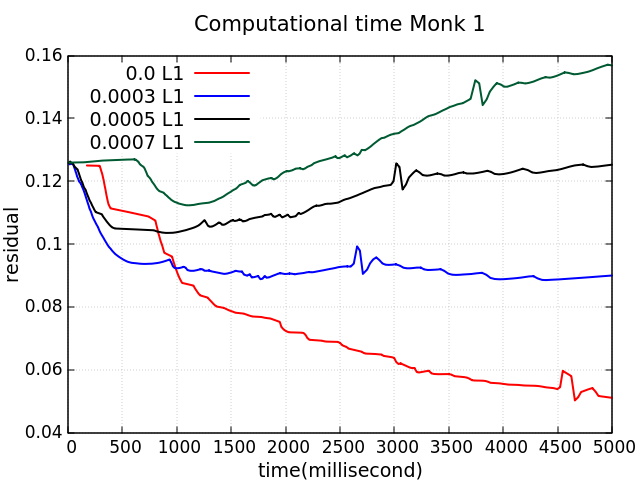 Computational time Monk 1
0.16
0.14
0.12
0.1
0.08
0.06
0.04
residual
0.0 L1
0.0003 L1
0.0005 L1
0.0007 L1
0 500 1000 1500 2000 2500 3000 3500 4000 4500 5000
time(millisecond)